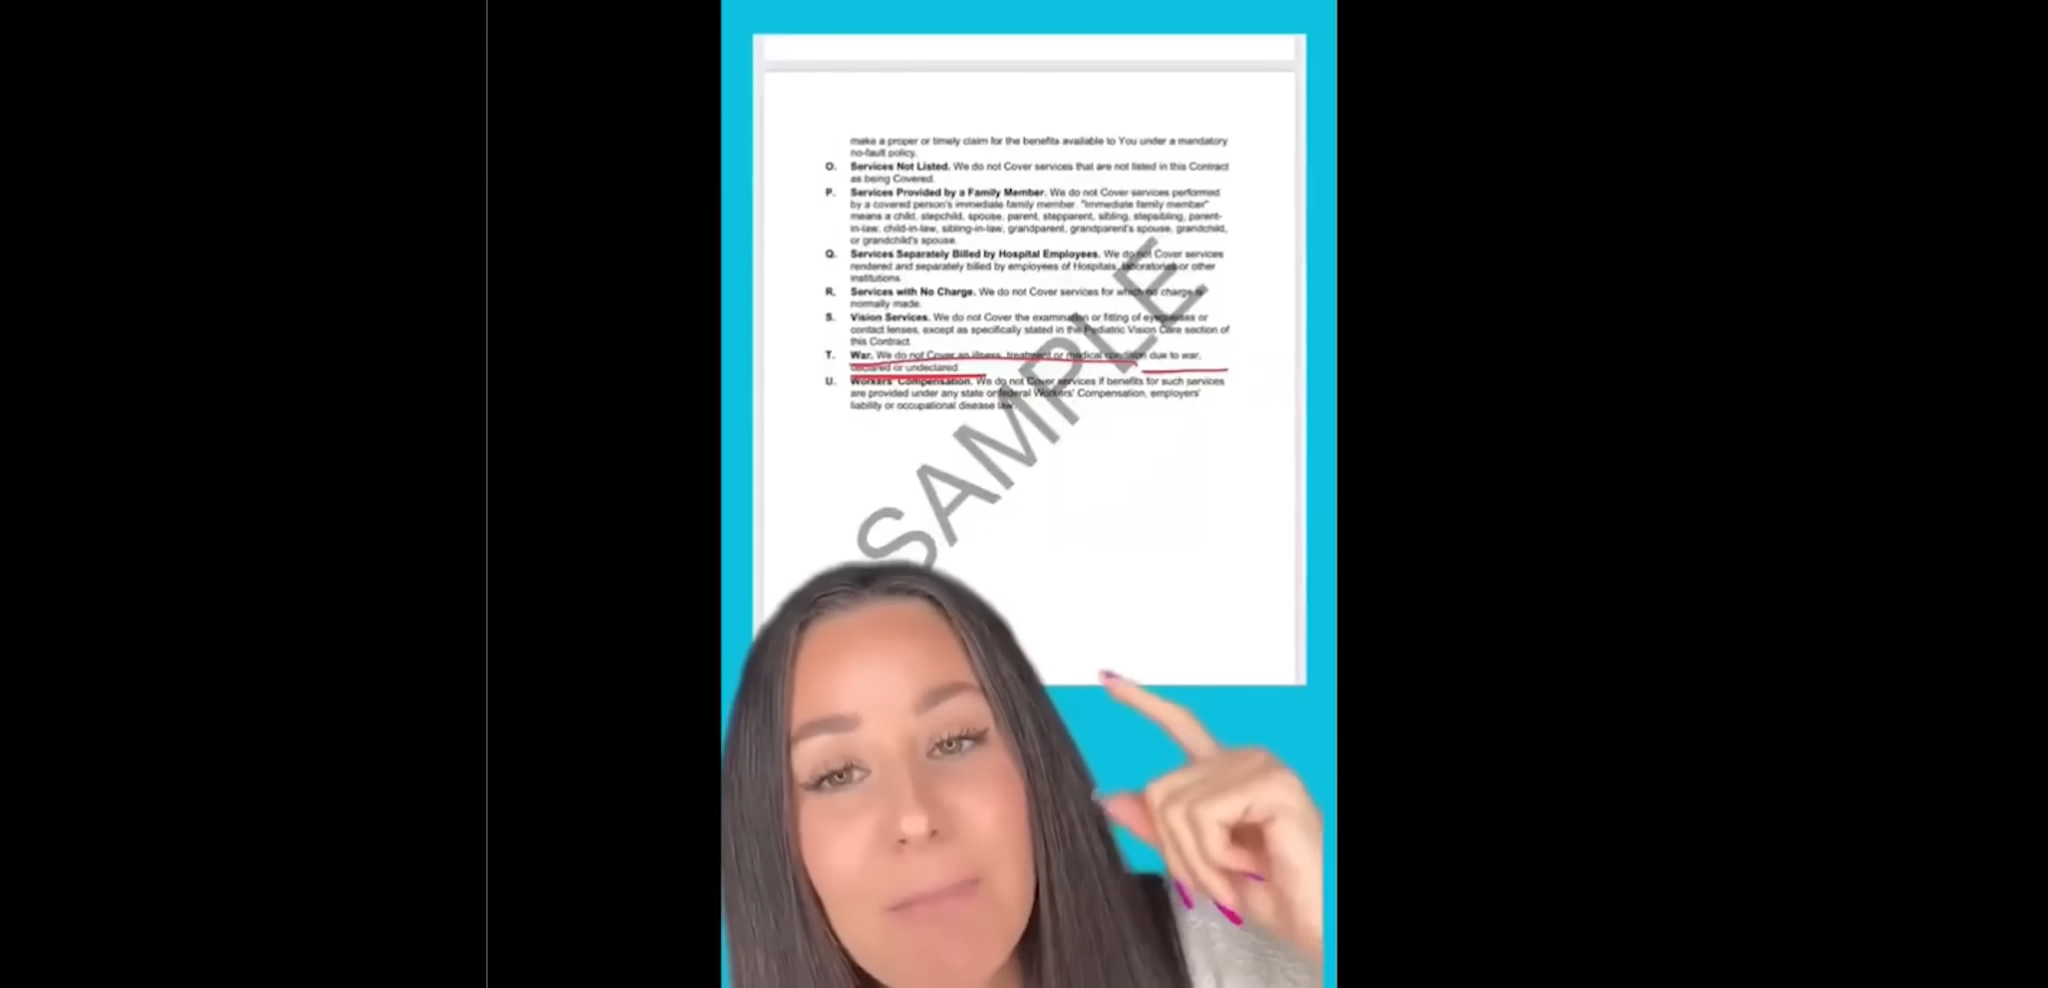 make a proper or timely claim for the benefits available to You under a mandatory
no-fault policy.
O. Services Not Listed. We do not Cover services that are not listed in this Contract
as being Covered.
P. Services Provided by a Family Member. We do not Cover services performed
by a covered person's immediate family member. "Immediate family member"
means a child, stepchild, spouse, parent, stepparent, sibling, stepsibling, parent-
in-law, child-in-law, sibling-in-law, grandparent, grandparent's spouse, grandchild,
or grandchild's spouse.
Q. Services Separately Billed by Hospital Employees. We do not Cover services
rendered and separately billed by employees of Hospitals, laboratories or other
institutions.
R. Services with No Charge. We do not Cover services for which no charge is
normally made.
S. Vision Services. We do not Cover the examination or fitting of eyeglasses or
contact lenses, except as specifically stated in the Pediatric Vision Care section of
this Contract.
T. War. We do not Cover an illness, treatment or medical condition due to war,
declared or undeclared.
U. Workers' Compensation. We do not Cover services if benefits for such services
are provided under any state or federal Workers' Compensation, employers'
liability or occupational disease law.
SAMPLE